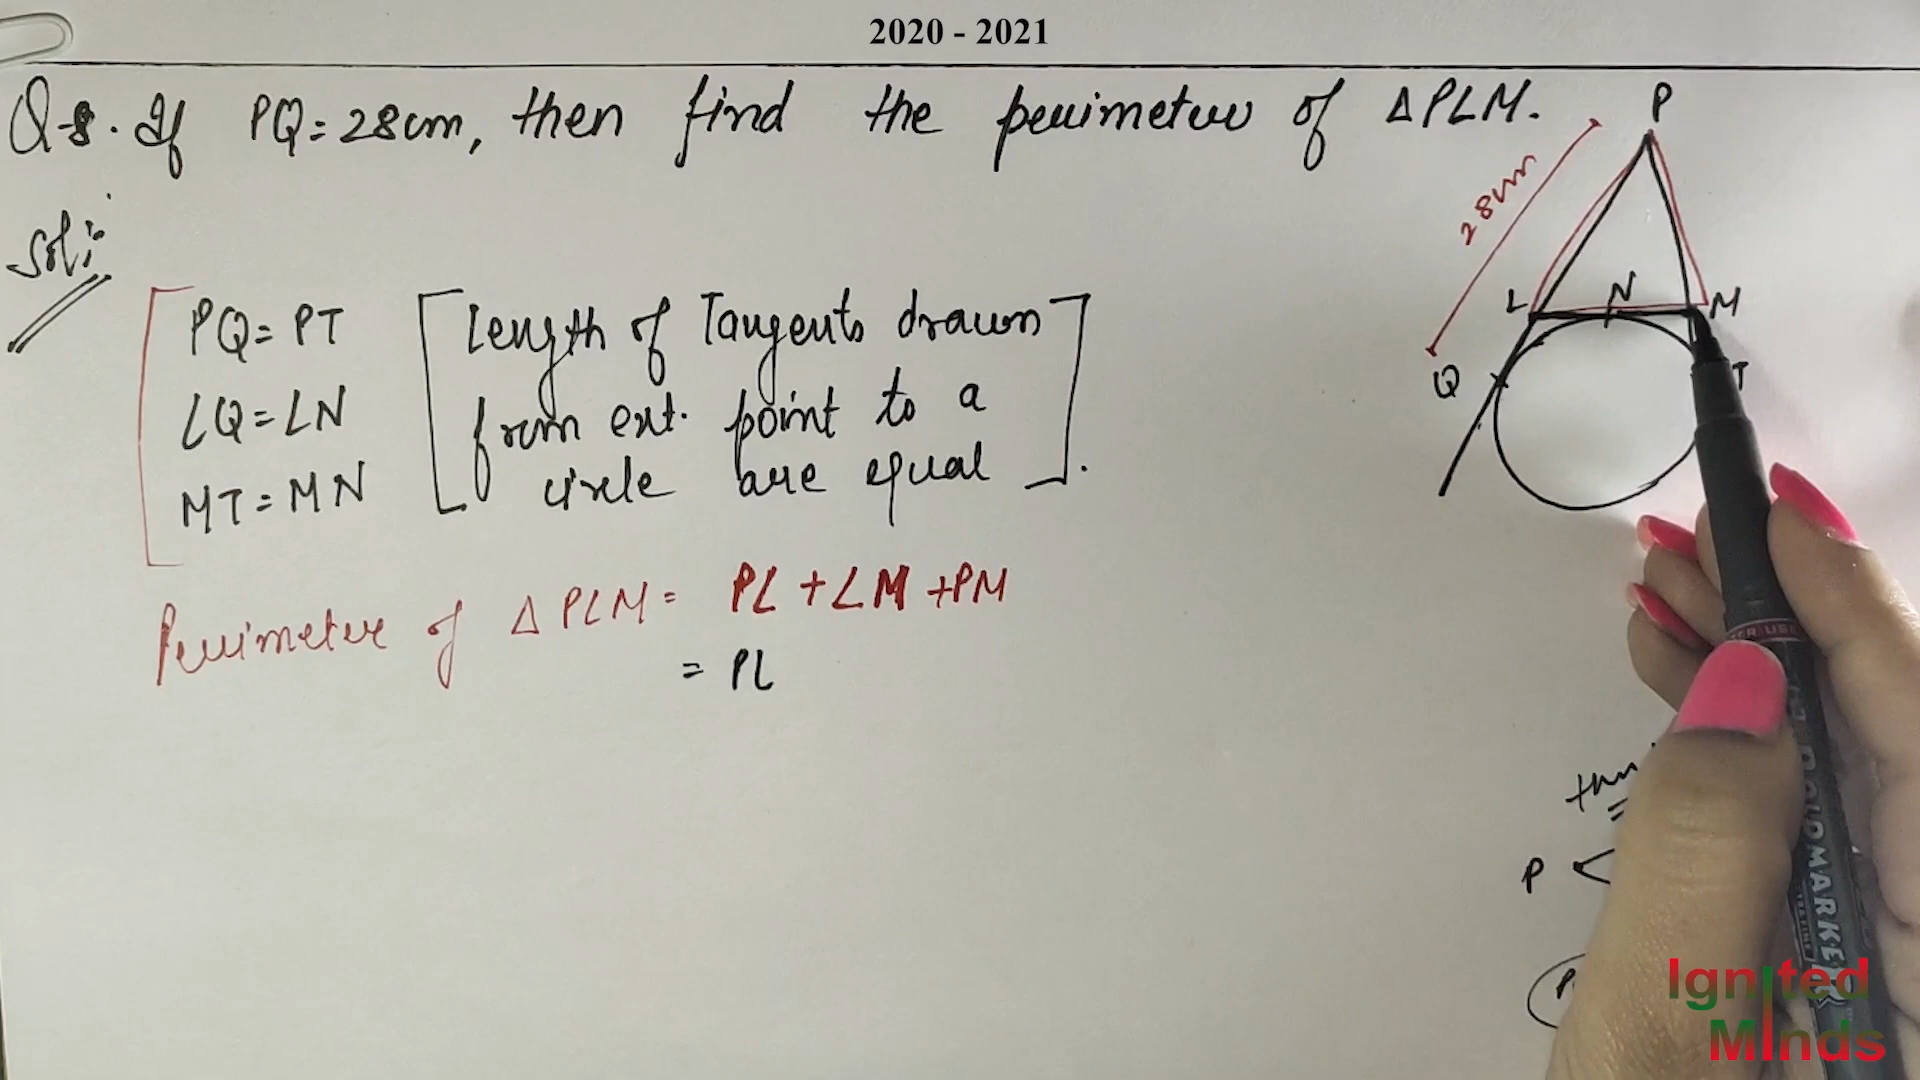 2020 - 2021
Q-8. If PQ=28cm, then find the perimeter of ΔPLM.
Sol:
PQ = PT
LQ = LN
MT = MN
[Length of Tangents drawn
from ext. point to a
circle are equal].
Perimeter of Δ PLM = PL + LM + PM
= PL
P
28cm
L
N
M
Q
T
P
Ignited
Minds